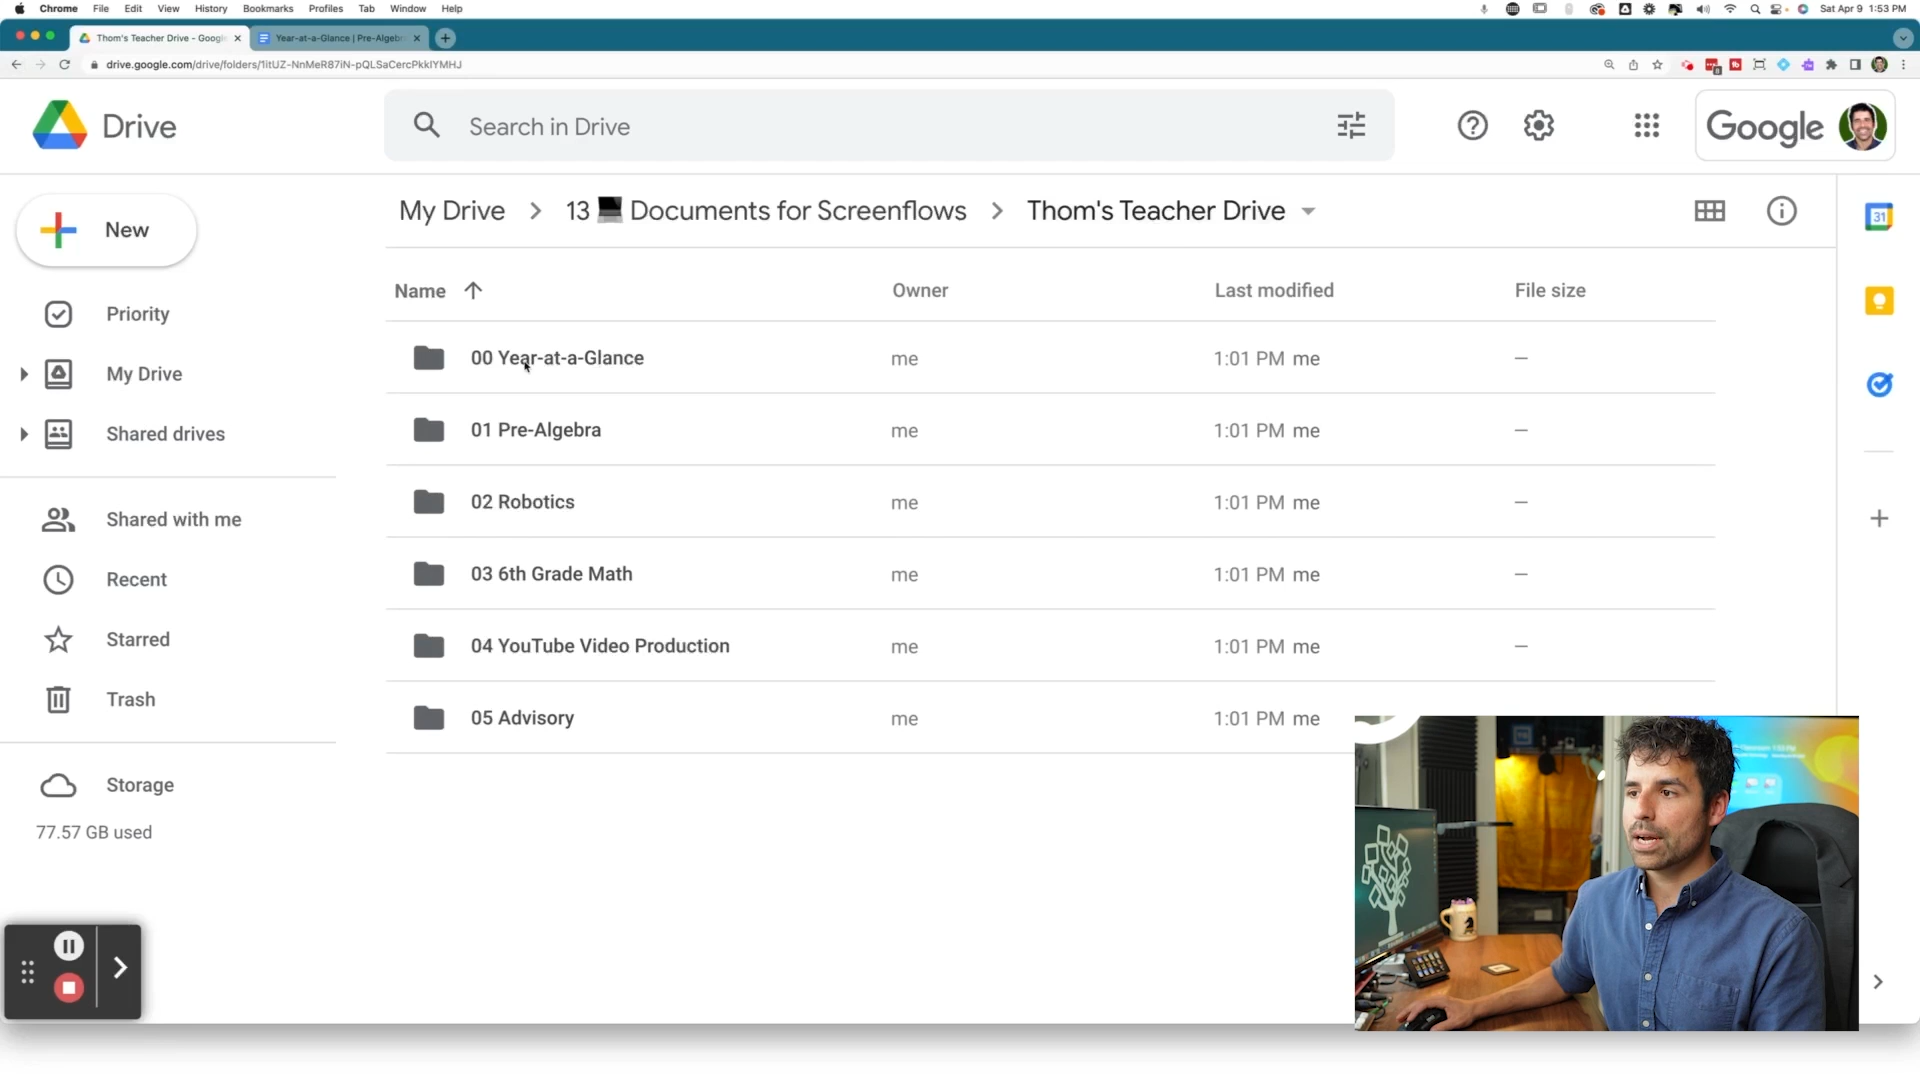 Chrome File Edit View History Bookmarks Profiles Tab Window Help
Sat Apr 9 1:53 PM
Thom's Teacher Drive - Google
Year-at-a-Glance | Pre-Algeb
drive.google.com/drive/folders/1itUZ-NnMeR87iN-pQLSaCercPkkIYMHJ
Drive
Search in Drive
Google
New
My Drive > 13 Documents for Screenflows > Thom's Teacher Drive
31
Name Owner Last modified File size
Priority
My Drive
Shared drives
Shared with me
Recent
Starred
Trash
Storage
77.57 GB used
00 Year-at-a-Glance me 1:01 PM me —
01 Pre-Algebra me 1:01 PM me —
02 Robotics me 1:01 PM me —
03 6th Grade Math me 1:01 PM me —
04 YouTube Video Production me 1:01 PM me —
05 Advisory me 1:01 PM me